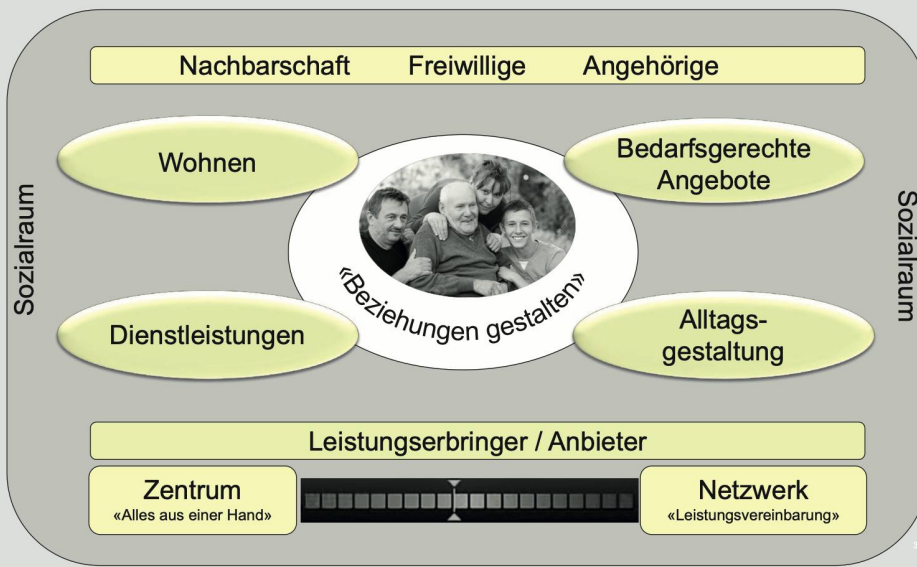 Nachbarschaft Freiwillige Angehörige
Sozialraum
Wohnen
Bedarfsgerechte
Angebote
«Beziehungen gestalten»
Sozialraum
Dienstleistungen
Alltags-
gestaltung
Leistungserbringer / Anbieter
Zentrum
«Alles aus einer Hand»
Netzwerk
«Leistungsvereinbarung»